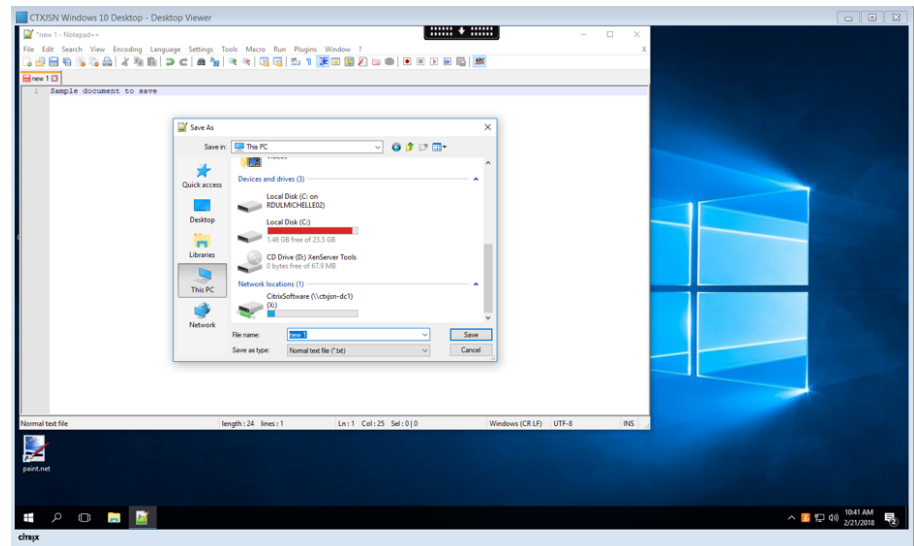 CTXJSN Windows 10 Desktop - Desktop Viewer
*new 1 - Notepad++
File Edit Search View Encoding Language Settings Tools Macro Run Plugins Window ?
X
new 1
1 Sample document to save
Save As
Save in: This PC
Quick access
Desktop
Libraries
This PC
Network
Devices and drives (3)
Local Disk (C: on
RDULMICHELLE02)
Local Disk (C:)
1.46 GB free of 23.5 GB
CD Drive (D:) XenServer Tools
0 bytes free of 67.9 MB
Network locations (1)
CitrixSoftware (\\ctxjsn-dc1)
(X:)
File name: new 1
Save
Save as type: Normal text file (*.txt)
Cancel
Normal text file length : 24 lines : 1 Ln : 1 Col : 25 Sel : 0 | 0 Windows (CR LF) UTF-8 INS
paint.net
10:41 AM
2/21/2018
2
citrix